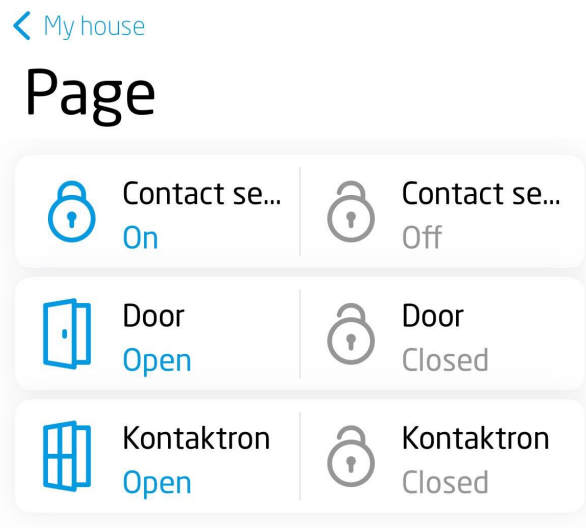 My house
Page
Contact se... Contact se...
On Off
Door Door
Open Closed
Kontaktron Kontaktron
Open Closed